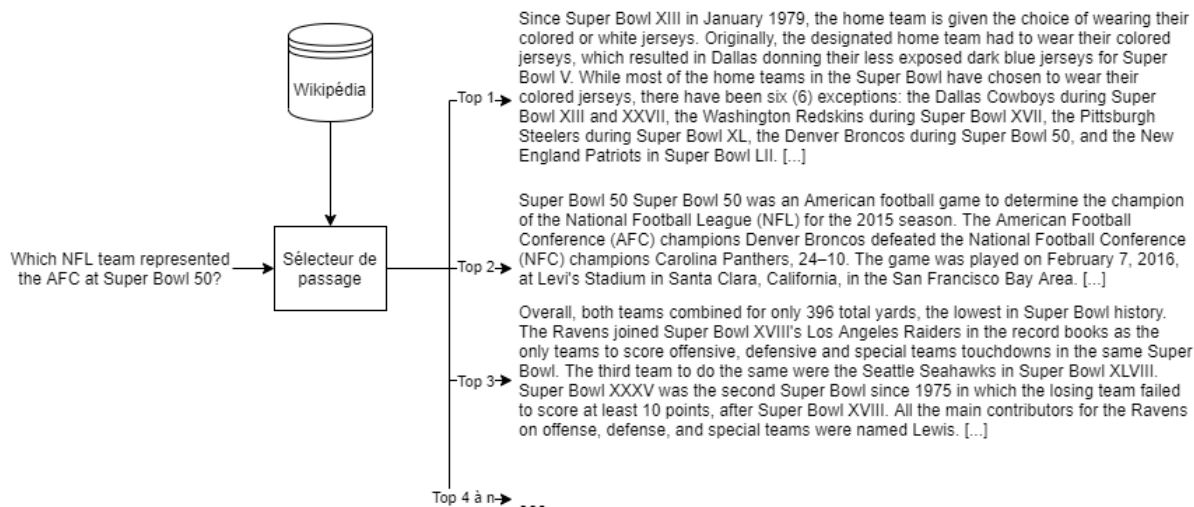 Wikipédia
Which NFL team represented
the AFC at Super Bowl 50?
Sélecteur de
passage
Top 1
Since Super Bowl XIII in January 1979, the home team is given the choice of wearing their
colored or white jerseys. Originally, the designated home team had to wear their colored
jerseys, which resulted in Dallas donning their less exposed dark blue jerseys for Super
Bowl V. While most of the home teams in the Super Bowl have chosen to wear their
colored jerseys, there have been six (6) exceptions: the Dallas Cowboys during Super
Bowl XIII and XXVII, the Washington Redskins during Super Bowl XVII, the Pittsburgh
Steelers during Super Bowl XL, the Denver Broncos during Super Bowl 50, and the New
England Patriots in Super Bowl LII. [...]
Top 2
Super Bowl 50 Super Bowl 50 was an American football game to determine the champion
of the National Football League (NFL) for the 2015 season. The American Football
Conference (AFC) champions Denver Broncos defeated the National Football Conference
(NFC) champions Carolina Panthers, 24–10. The game was played on February 7, 2016,
at Levi's Stadium in Santa Clara, California, in the San Francisco Bay Area. [...]
Top 3
Overall, both teams combined for only 396 total yards, the lowest in Super Bowl history.
The Ravens joined Super Bowl XVIII's Los Angeles Raiders in the record books as the
only teams to score offensive, defensive and special teams touchdowns in the same Super
Bowl. The third team to do the same were the Seattle Seahawks in Super Bowl XLVIII.
Super Bowl XXXV was the second Super Bowl since 1975 in which the losing team failed
to score at least 10 points, after Super Bowl XVIII. All the main contributors for the Ravens
on offense, defense, and special teams were named Lewis. [...]
Top 4 à n
...